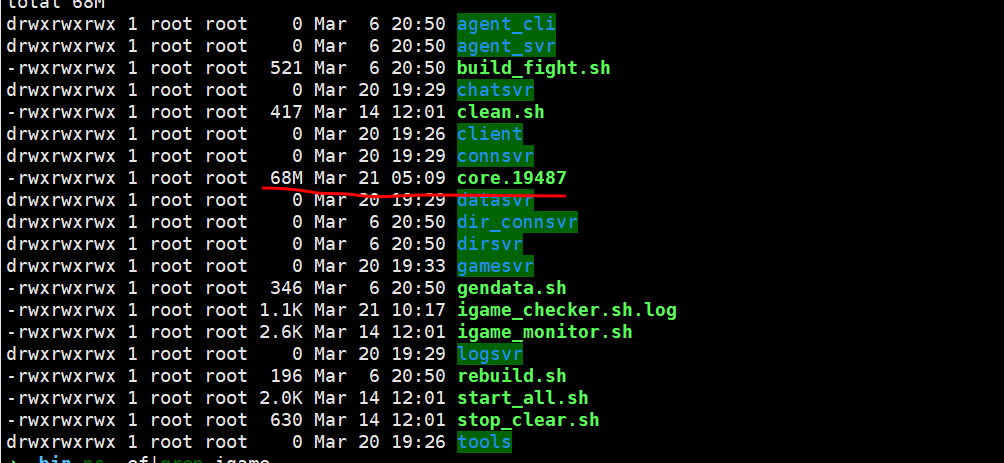 total 68M
drwxrwxrwx 1 root root    0 Mar  6 20:50 agent_cli
drwxrwxrwx 1 root root    0 Mar  6 20:50 agent_svr
-rwxrwxrwx 1 root root  521 Mar  6 20:50 build_fight.sh
drwxrwxrwx 1 root root    0 Mar 20 19:29 chatsvr
-rwxrwxrwx 1 root root  417 Mar 14 12:01 clean.sh
drwxrwxrwx 1 root root    0 Mar 20 19:26 client
drwxrwxrwx 1 root root    0 Mar 20 19:29 connsvr
-rwxrwxrwx 1 root root  68M Mar 21 05:09 core.19487
drwxrwxrwx 1 root root    0 Mar 20 19:29 datasvr
drwxrwxrwx 1 root root    0 Mar  6 20:50 dir_connsvr
drwxrwxrwx 1 root root    0 Mar  6 20:50 dirsvr
drwxrwxrwx 1 root root    0 Mar 20 19:33 gamesvr
-rwxrwxrwx 1 root root  346 Mar  6 20:50 gendata.sh
-rwxrwxrwx 1 root root 1.1K Mar 21 10:17 igame_checker.sh.log
-rwxrwxrwx 1 root root 2.6K Mar 14 12:01 igame_monitor.sh
drwxrwxrwx 1 root root    0 Mar 20 19:29 logsvr
-rwxrwxrwx 1 root root  196 Mar  6 20:50 rebuild.sh
-rwxrwxrwx 1 root root 2.0K Mar 14 12:01 start_all.sh
-rwxrwxrwx 1 root root  630 Mar 14 12:01 stop_clear.sh
drwxrwxrwx 1 root root    0 Mar 20 19:26 tools
bin ps -ef|grep igame